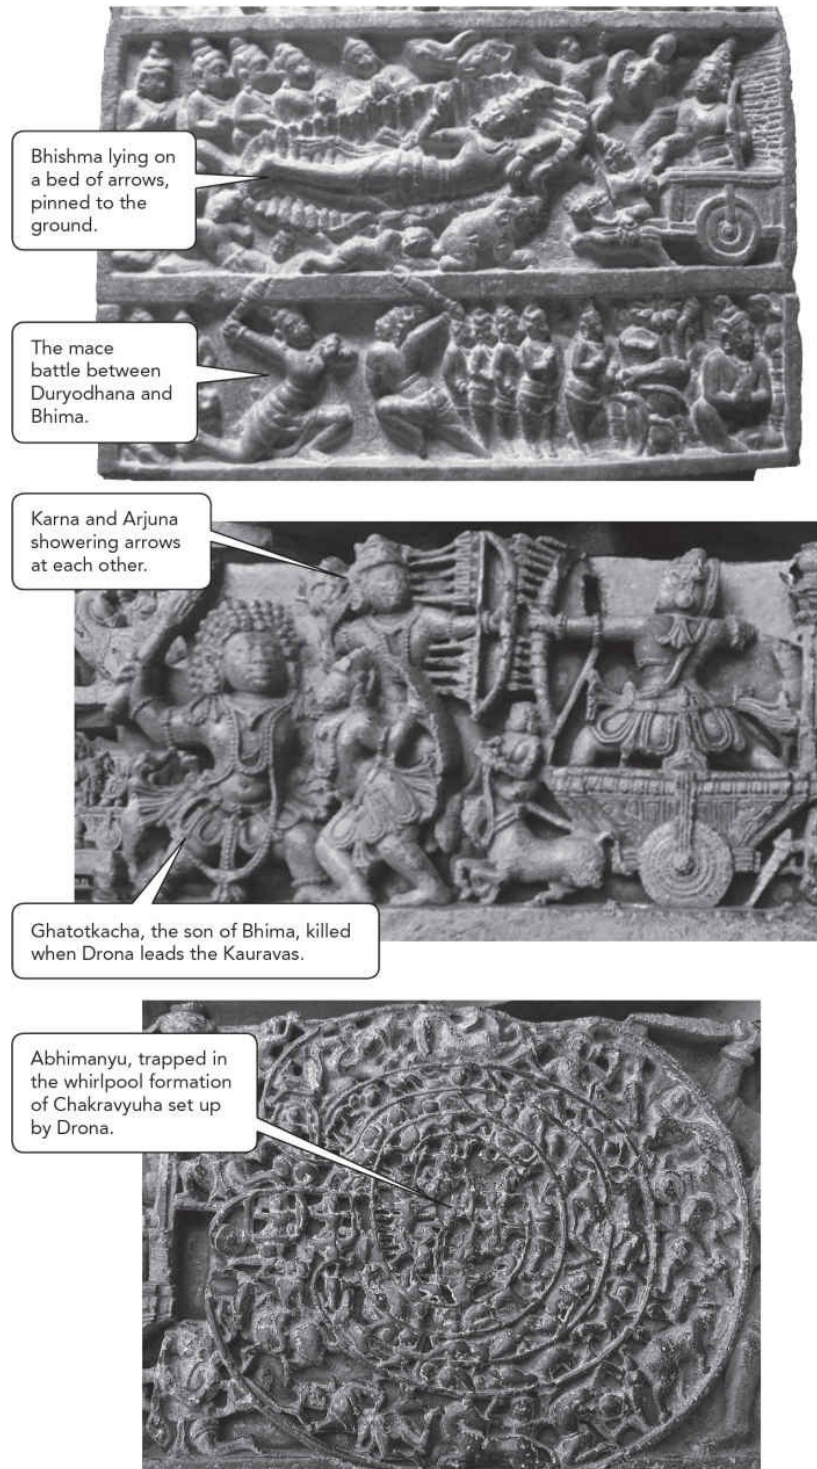 Bhishma lying on
a bed of arrows,
pinned to the
ground.
The mace
battle between
Duryodhana and
Bhima.
Karna and Arjuna
showering arrows
at each other.
Ghatotkacha, the son of Bhima, killed
when Drona leads the Kauravas.
Abhimanyu, trapped in
the whirlpool formation
of Chakravyuha set up
by Drona.